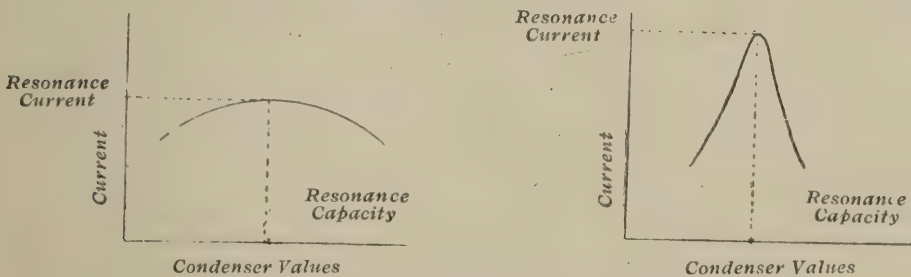 Resonance
Current
Current
Resonance
Capacity
Condenser Values
Resonance
Current
Current
Resonance
Capacity
Condenser Values